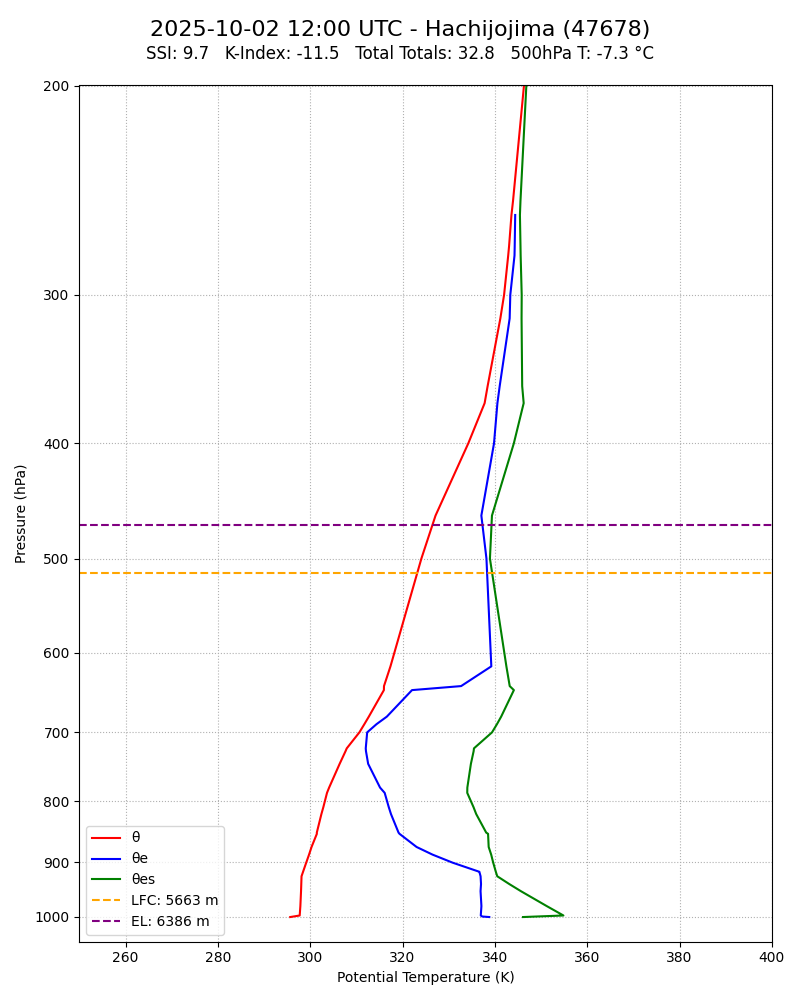 2025-10-02 12:00 UTC - Hachijojima (47678)
SSI: 9.7 K-Index: -11.5 Total Totals: 32.8 500hPa T: -7.3 °C
200
300
400
500
600
700
800
900
1000
Pressure (hPa)
θ
θe
θes
LFC: 5663 m
EL: 6386 m
260 280 300 320 340 360 380 400
Potential Temperature (K)